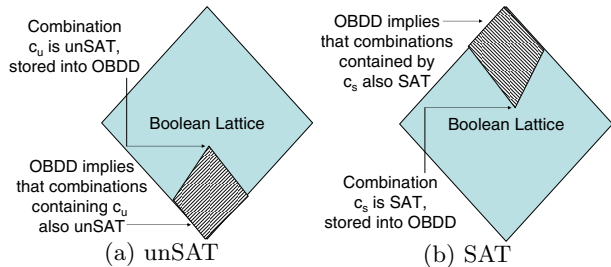 Combination
c_u is unSAT,
stored into OBDD
Boolean Lattice
OBDD implies
that combinations
containing c_u
also unSAT
(a) unSAT
OBDD implies
that combinations
contained by
c_s also SAT
Boolean Lattice
Combination
c_s is SAT,
stored into OBDD
(b) SAT